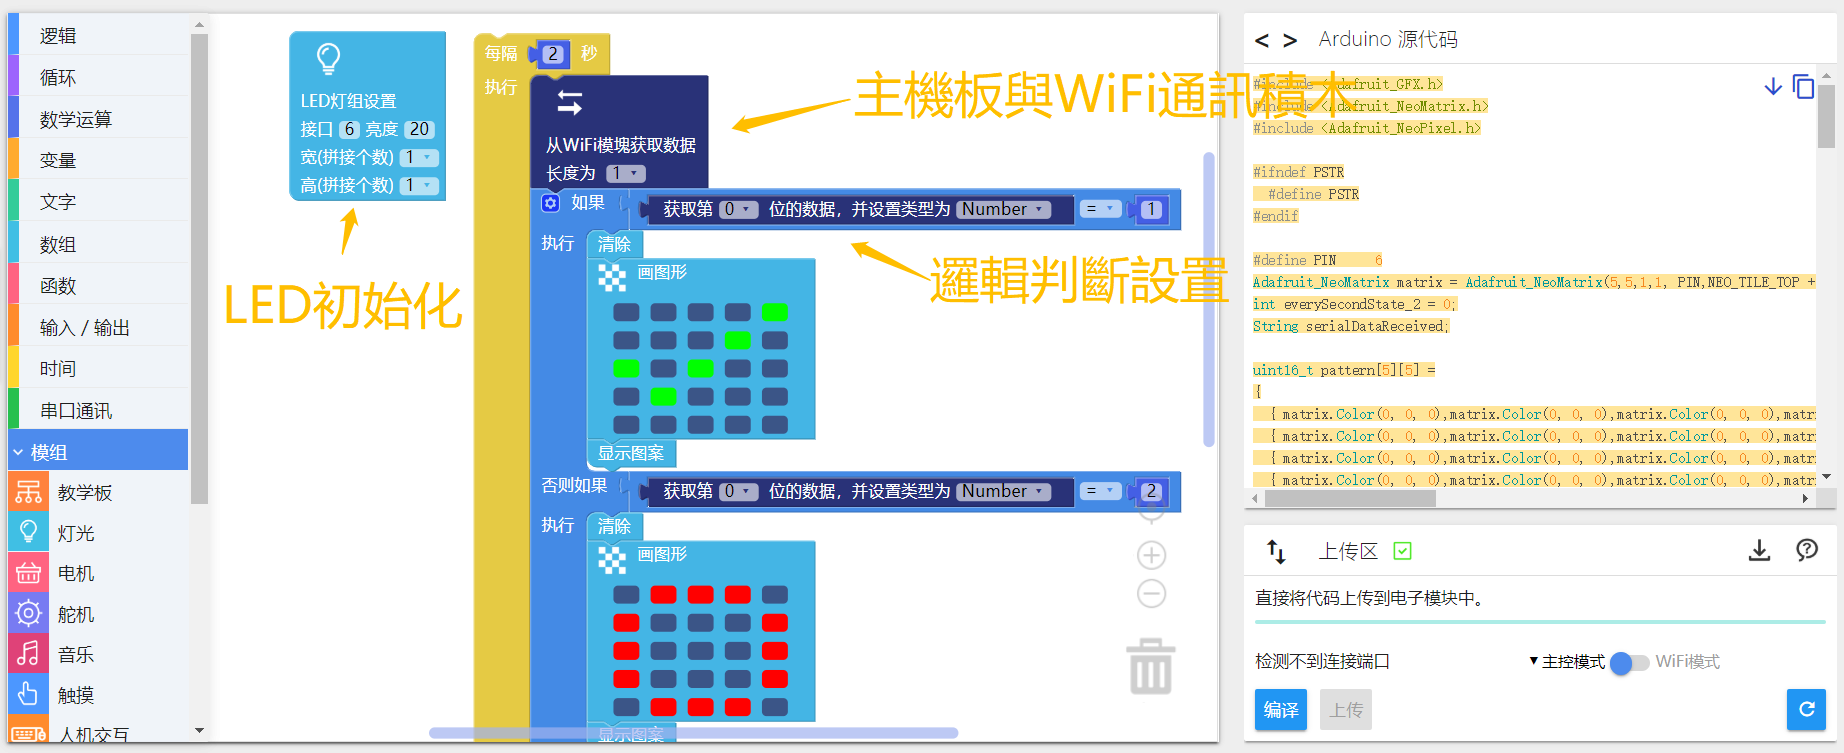 逻辑
循环
数学运算
变量
文字
数组
函数
输入 / 输出
时间
串口通讯
模组
教学板
灯光
电机
舵机
音乐
触摸
人机交互
LED灯组设置
接口 6 亮度 20
宽(拼接个数) 1
高(拼接个数) 1
LED初始化
每隔 2 秒
执行
从WiFi模塊获取数据
长度为 1
主機板與WiFi通訊積木
如果 获取第 0 位的数据，并设置类型为 Number = 1
执行 清除
画图形
邏輯判斷設置
显示图案
否则如果 获取第 0 位的数据，并设置类型为 Number = 2
执行 清除
画图形
显示图案
< > Arduino 源代码
#include <Adafruit_GFX.h>
#include <Adafruit_NeoMatrix.h>
#include <Adafruit_NeoPixel.h>
#ifndef PSTR
#define PSTR
#endif
#define PIN 6
Adafruit_NeoMatrix matrix = Adafruit_NeoMatrix(5,5,1,1, PIN,NEO_TILE_TOP +
int everySecondState_2 = 0;
String serialDataReceived;
uint16_t pattern[5][5] =
{
{ matrix.Color(0, 0, 0),matrix.Color(0, 0, 0),matrix.Color(0, 0, 0),matri
{ matrix.Color(0, 0, 0),matrix.Color(0, 0, 0),matrix.Color(0, 0, 0),matri
{ matrix.Color(0, 0, 0),matrix.Color(0, 0, 0),matrix.Color(0, 0, 0),matri
{ matrix.Color(0, 0, 0),matrix.Color(0, 0, 0),matrix.Color(0, 0, 0),matri
上传区
直接将代码上传到电子模块中。
检测不到连接端口
主控模式 WiFi模式
编译 上传